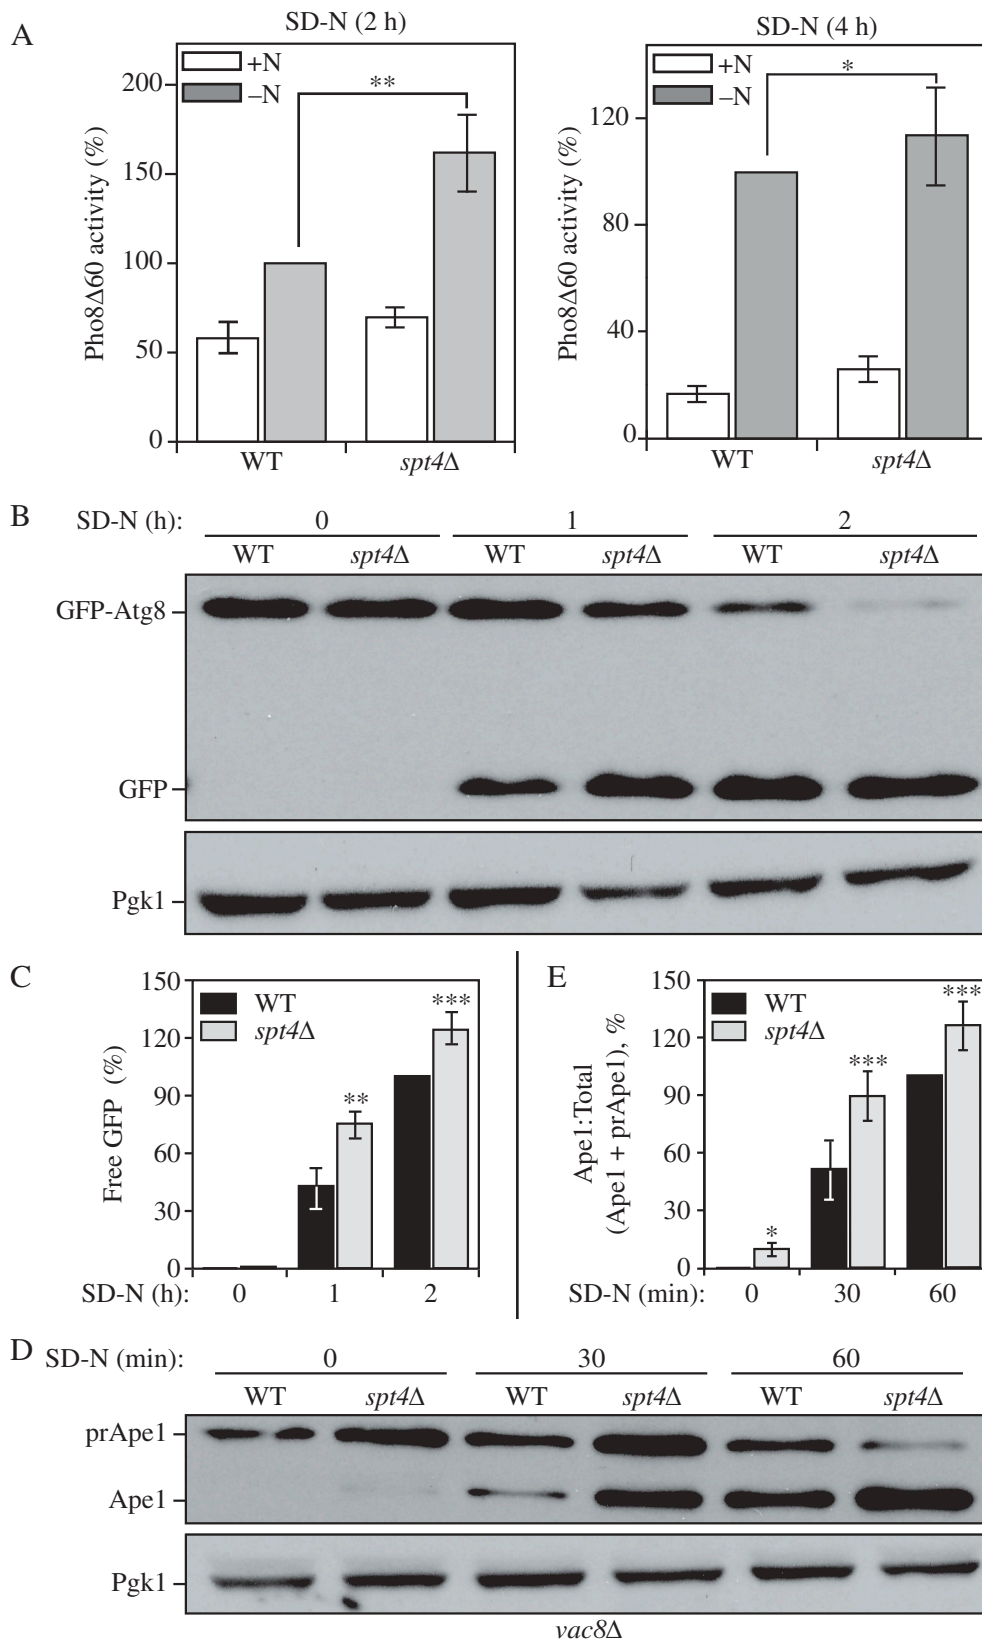 A
SD-N (2 h)
+N
–N
**
Pho8Δ60 activity (%)
200
150
100
50
0
WT spt4Δ
SD-N (4 h)
+N
–N
*
Pho8Δ60 activity (%)
120
80
40
0
WT spt4Δ
B
SD-N (h): 0 1 2
WT spt4Δ WT spt4Δ WT spt4Δ
GFP-Atg8
GFP
Pgk1
C
WT
spt4Δ
** ***
Free GFP (%)
150
120
90
60
30
0
SD-N (h): 0 1 2
E
WT
spt4Δ
* *** ***
Ape1:Total
(Ape1 + prApe1), %
150
120
90
60
30
0
SD-N (min): 0 30 60
D
SD-N (min): 0 30 60
WT spt4Δ WT spt4Δ WT spt4Δ
prApe1
Ape1
Pgk1
vac8Δ